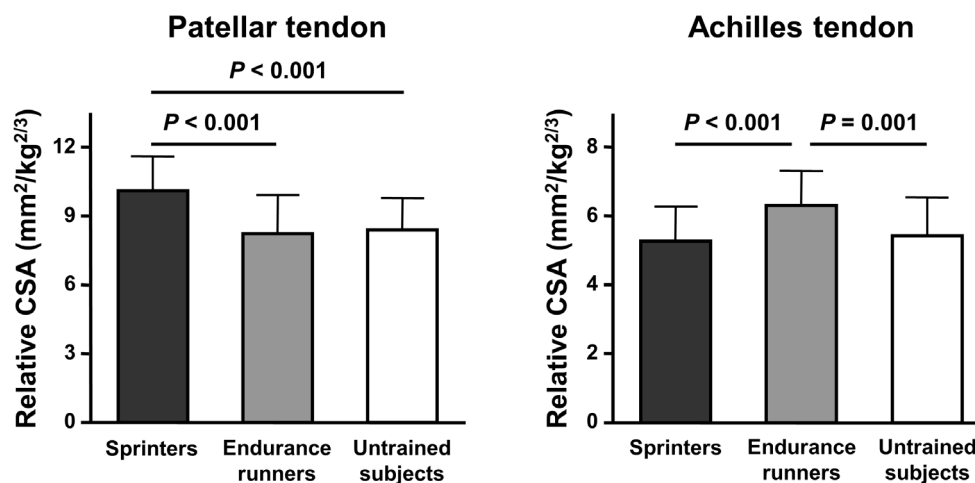 Patellar tendon
P < 0.001
P < 0.001
Relative CSA (mm²/kg²/³)
12
9
6
3
0
Sprinters
Endurance
runners
Untrained
subjects
Achilles tendon
P < 0.001
P = 0.001
Relative CSA (mm²/kg²/³)
8
6
4
2
0
Sprinters
Endurance
runners
Untrained
subjects